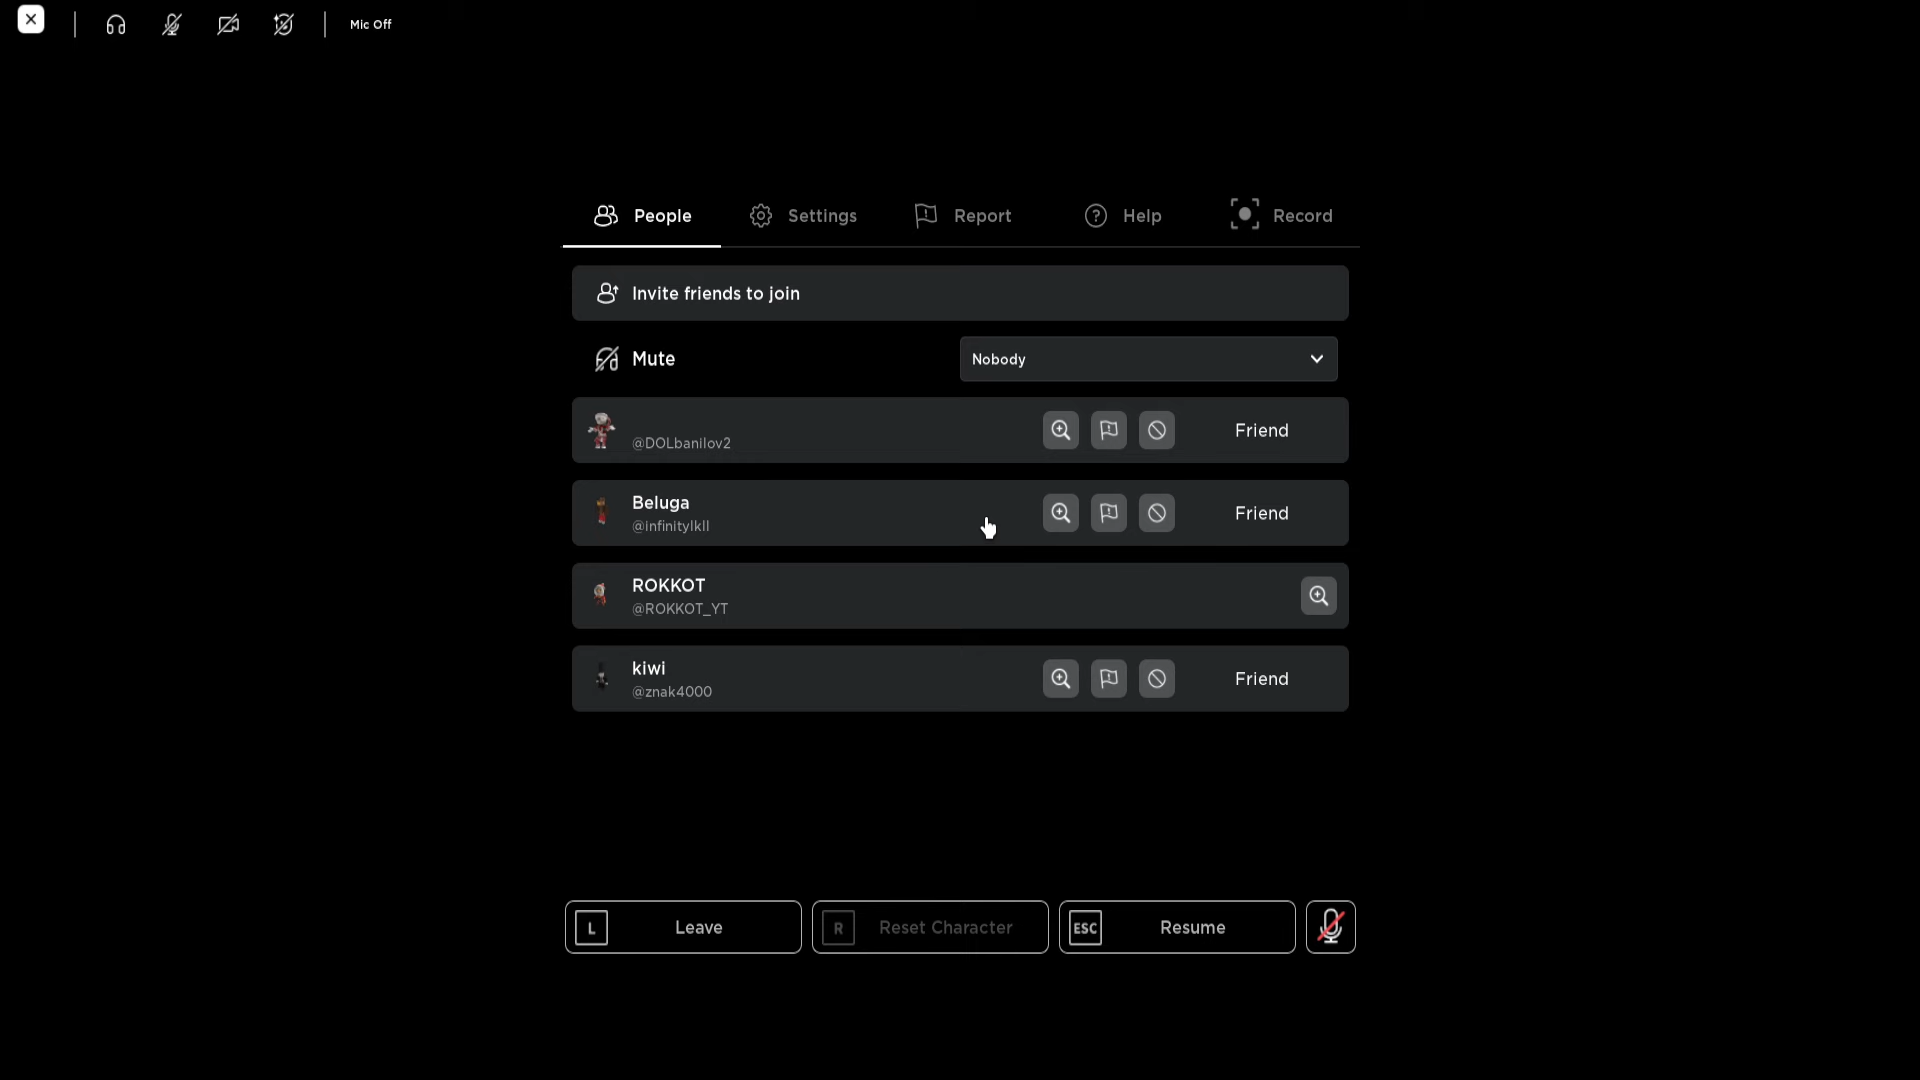 Mic Off
People Settings Report Help Record
Invite friends to join
Mute Nobody
@DOLbanilov2 Friend
Beluga
@infinitylkll Friend
ROKKOT
@ROKKOT_YT
kiwi
@znak4000 Friend
L Leave R Reset Character ESC Resume